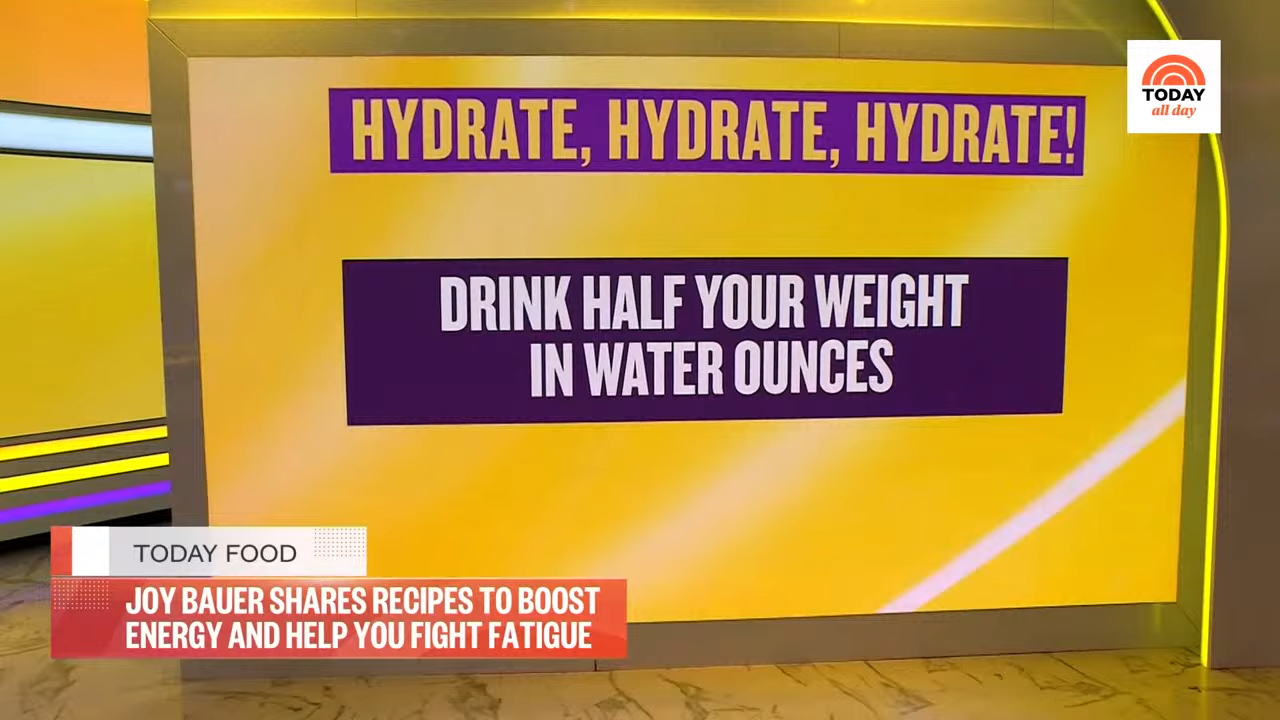 HYDRATE, HYDRATE, HYDRATE!
TODAY
all day
DRINK HALF YOUR WEIGHT
IN WATER OUNCES
TODAY FOOD
JOY BAUER SHARES RECIPES TO BOOST
ENERGY AND HELP YOU FIGHT FATIGUE